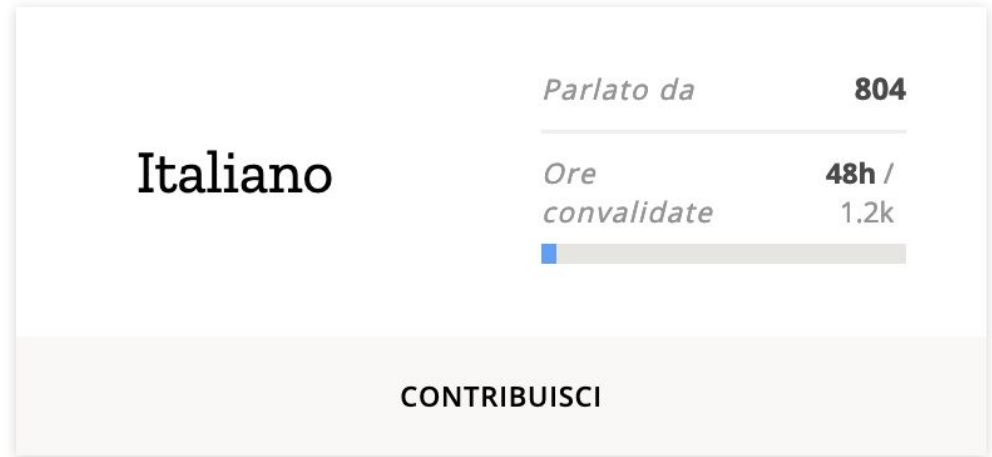 Italiano
Parlato da 804
Ore 48h /
convalidate 1.2k
CONTRIBUISCI